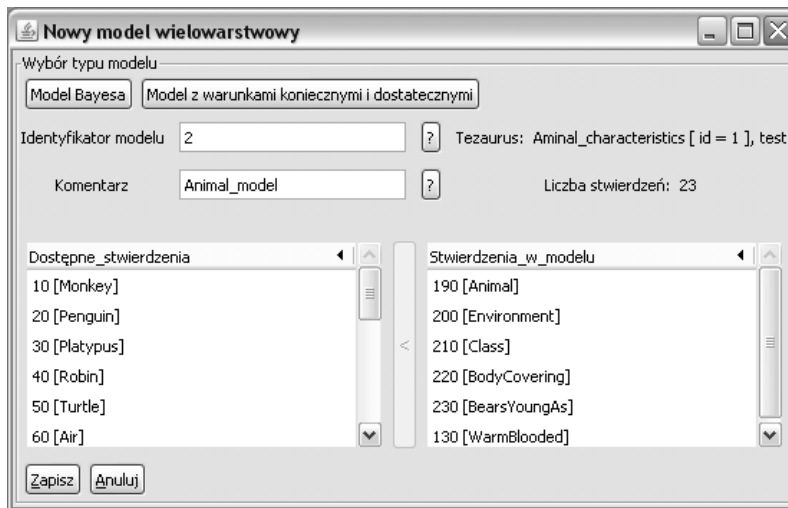 Nowy model wielowarstwowy
Wybór typu modelu
Model Bayesa Model z warunkami koniecznymi i dostatecznymi
Identyfikator modelu 2 ? Tezaurus: Aminal_characteristics [ id = 1 ], test
Komentarz Animal_model ? Liczba stwierdzeń: 23
Dostępne_stwierdzenia Stwierdzenia_w_modelu
10 [Monkey] 190 [Animal]
20 [Penguin] 200 [Environment]
30 [Platypus] < 210 [Class]
40 [Robin] 220 [BodyCovering]
50 [Turtle] 230 [BearsYoungAs]
60 [Air] 130 [WarmBlooded]
Zapisz Anuluj